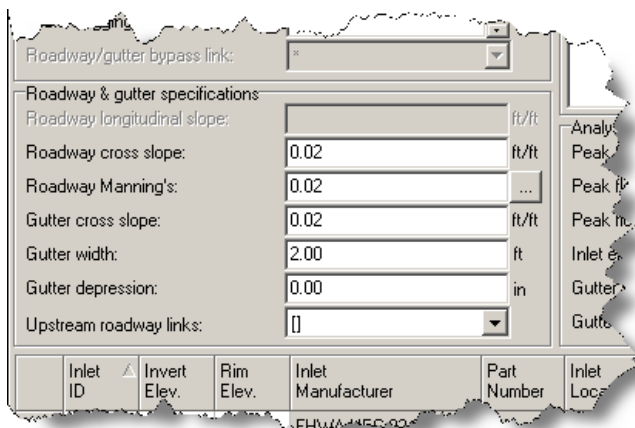 Roadway/gutter bypass link: *
Roadway & gutter specifications
Roadway longitudinal slope: ft/ft
Roadway cross slope: 0.02 ft/ft
Roadway Manning's: 0.02 ...
Gutter cross slope: 0.02 ft/ft
Gutter width: 2.00 ft
Gutter depression: 0.00 in
Upstream roadway links: []
Peak
Peak
Peak
Inlet
Gutter
Inlet ID Invert Elev. Rim Elev. Inlet Manufacturer Part Number Inlet